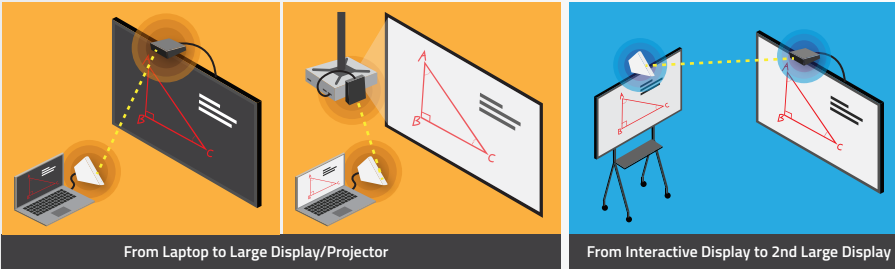 B
C
A
B
C
A
B
C
B
C
From Laptop to Large Display/Projector
From Interactive Display to 2nd Large Display